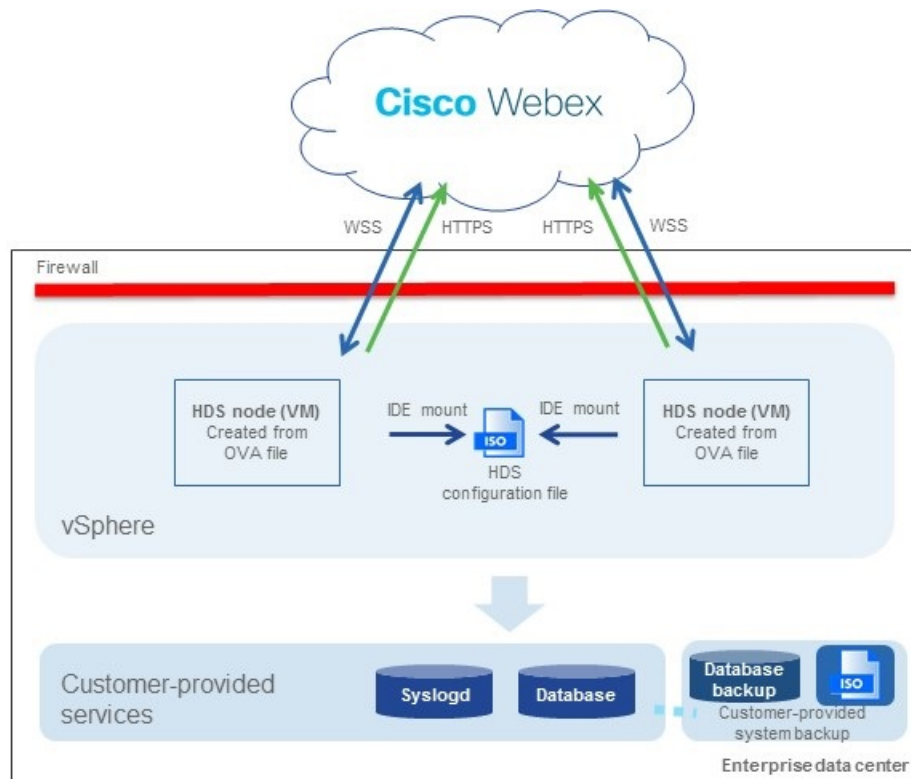 Cisco Webex
WSS
HTTPS
HTTPS
WSS
Firewall
HDS node (VM)
Created from
OVA file
IDE mount
ISO
HDS
configuration file
IDE mount
HDS node (VM)
Created from
OVA file
vSphere
Customer-provided
services
Syslogd
Database
Database
backup
ISO
Customer-provided
system backup
Enterprise data center